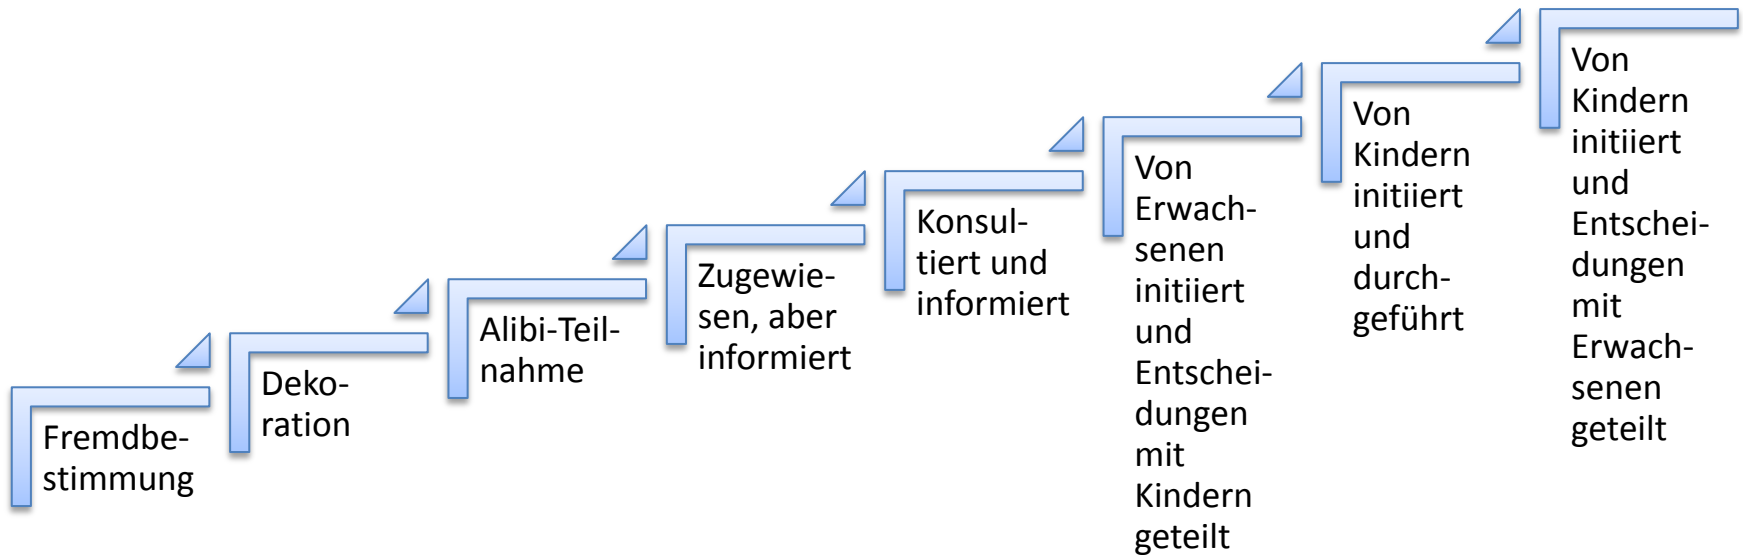 Fremdbe-
stimmung
Deko-
ration
Alibi-Teil-
nahme
Zugewie-
sen, aber
informiert
Konsul-
tiert und
informiert
Von
Erwach-
senen
initiiert
und
Entschei-
dungen
mit
Kindern
geteilt
Von
Kindern
initiiert
und
durch-
geführt
Von
Kindern
initiiert
und
Entschei-
dungen
mit
Erwach-
senen
geteilt